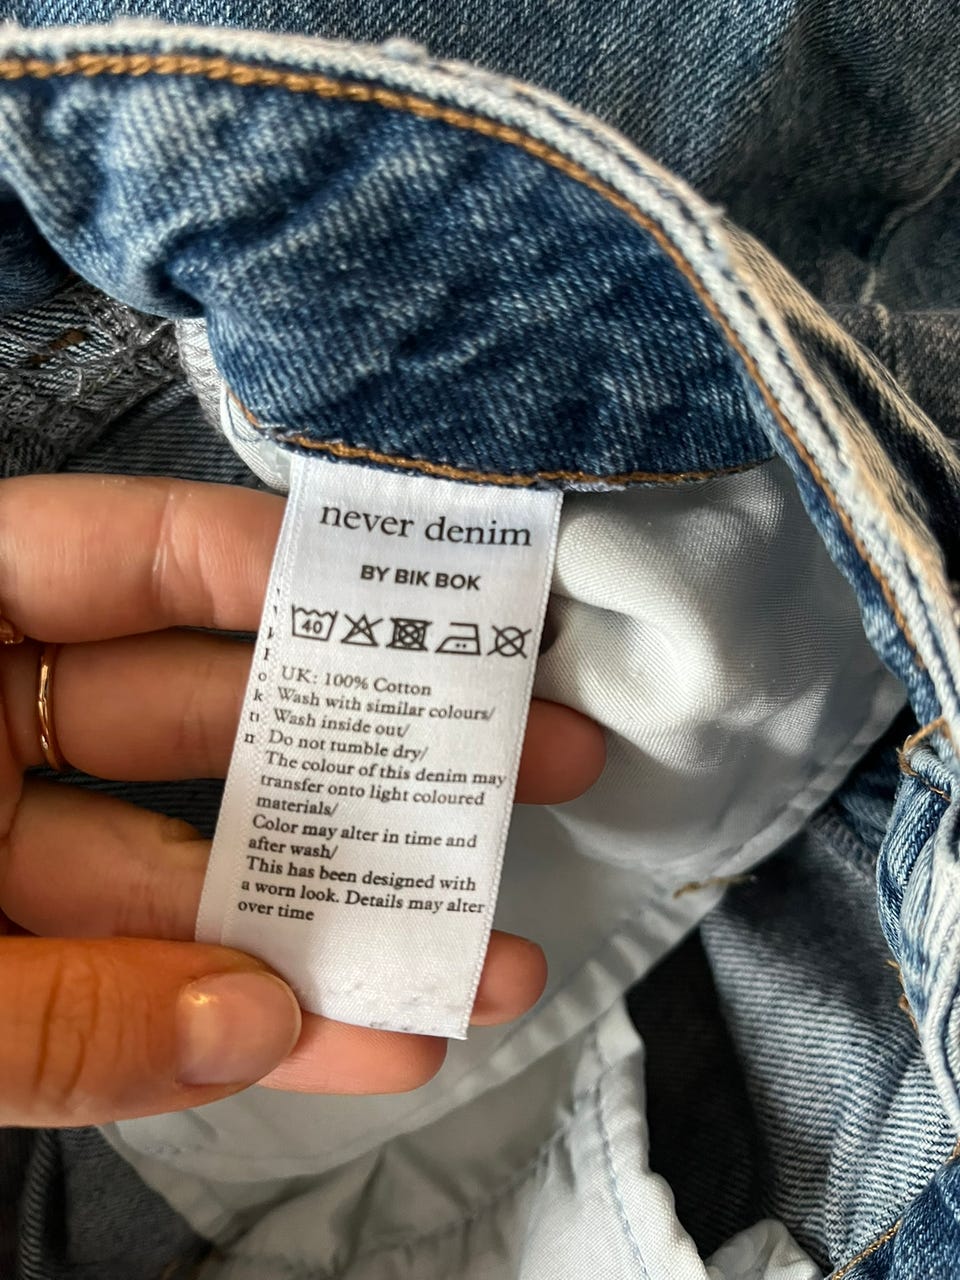 never denim
BY BIK BOK
40
UK: 100% Cotton
Wash with similar colours/
Wash inside out/
Do not tumble dry/
The colour of this denim may
transfer onto light coloured
materials/
Color may alter in time and
after wash/
This has been designed with
a worn look. Details may alter
over time